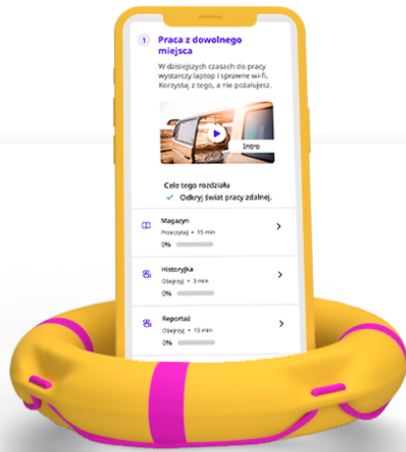 1 Praca z dowolnego
miejsca
W dzisiejszych czasach do pracy
wystarczy laptop i sprawne wi-fi.
Korzystaj z tego, a nie pożałujesz.
Intro
Cele tego rozdziału
Odkryj świat pracy zdalnej.
Magazyn
Przeczytaj • 15 min
0%
Historyjka
Obejrzyj • 3 min
0%
Reportaż
Obejrzyj • 15 min
0%